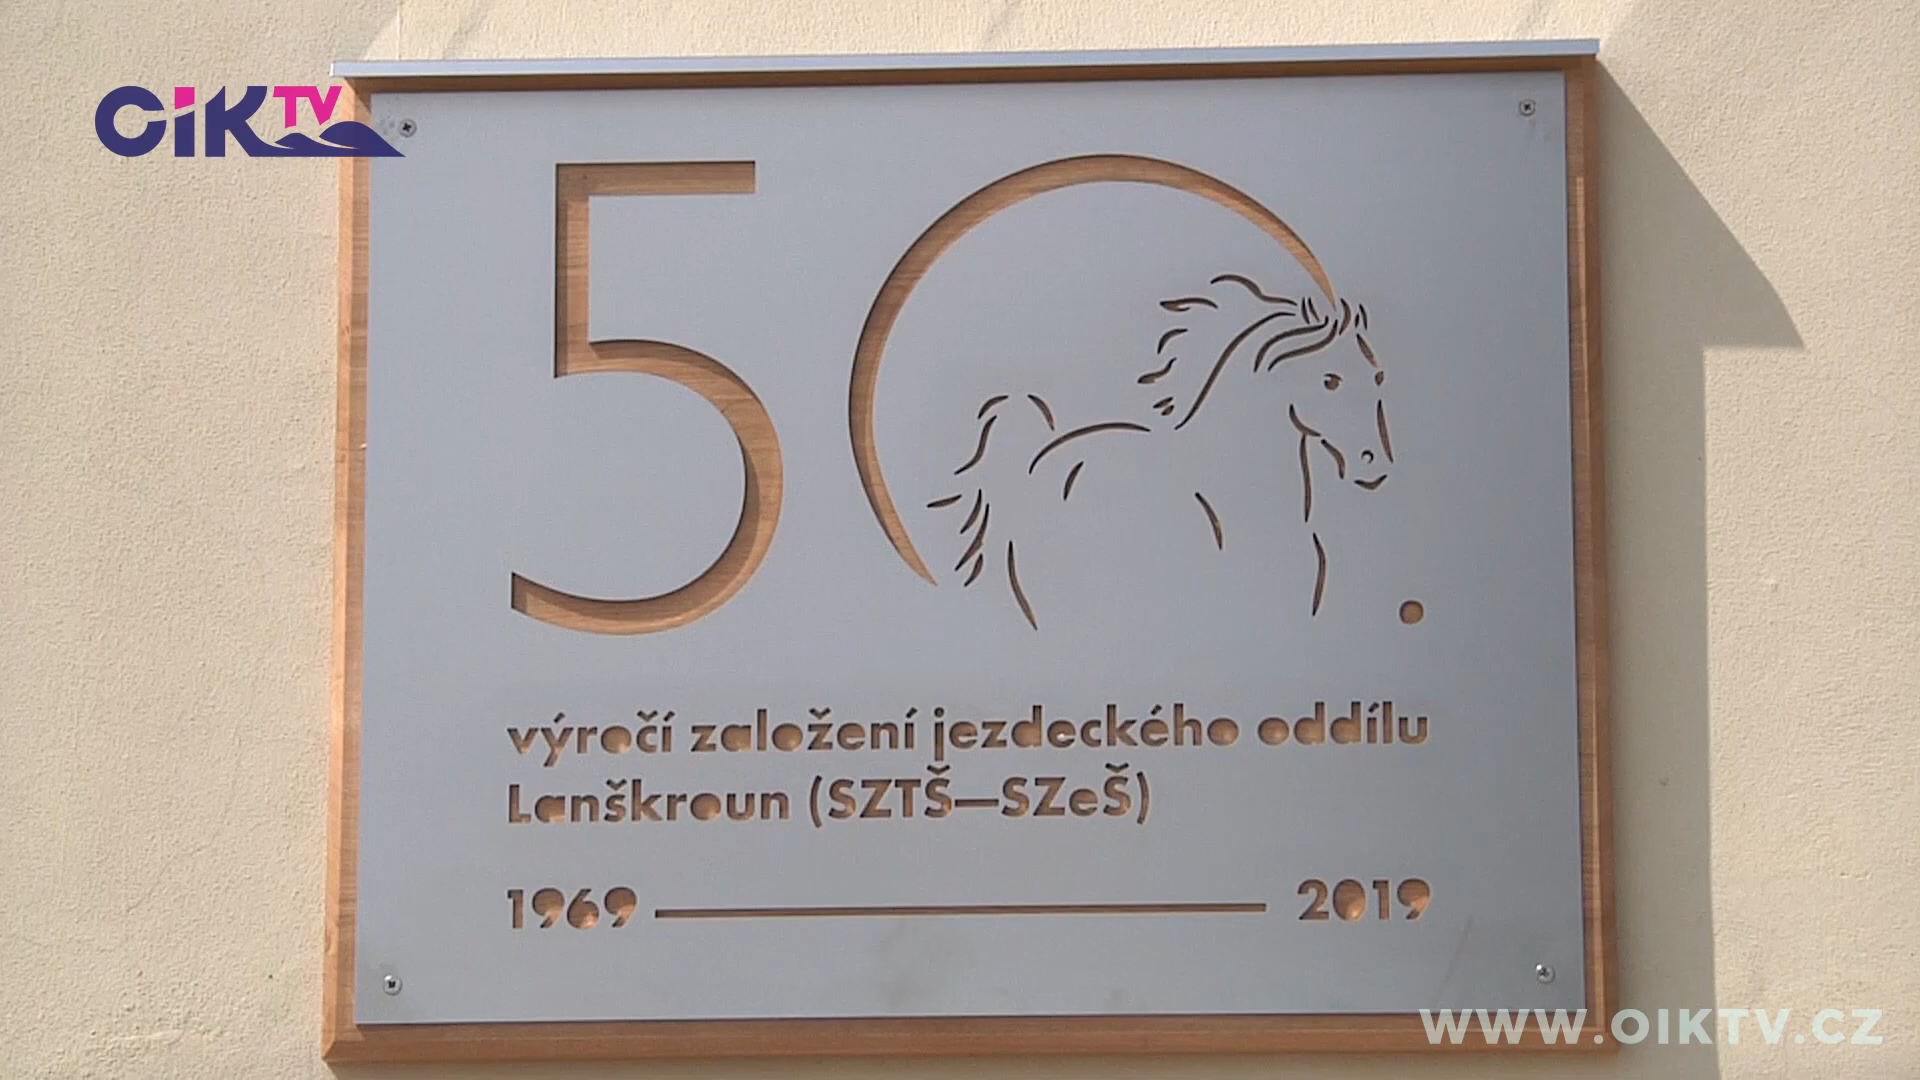 OIK TV
50.
výročí založení jezdeckého oddílu
Lanškroun (SZTŠ—SZeŠ)
1969 — 2019
WWW.OIKTV.CZ